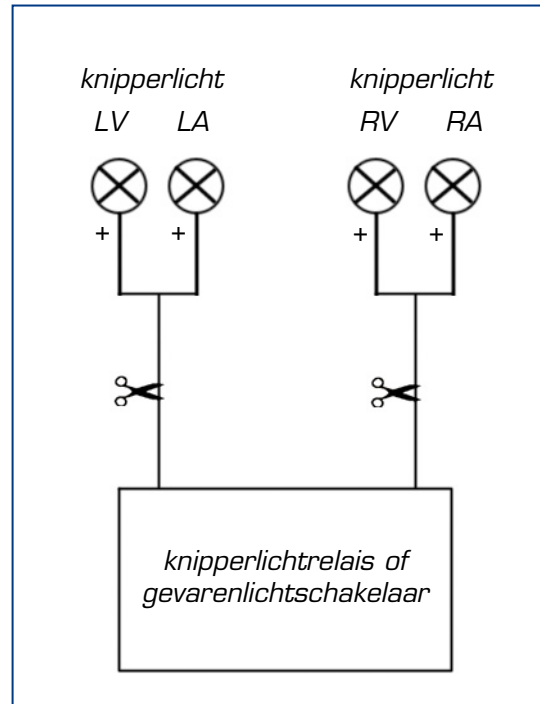 knipperlicht knipperlicht
LV LA RV RA
+ + + +
knipperlichtrelais of
gevarenlichtschakelaar